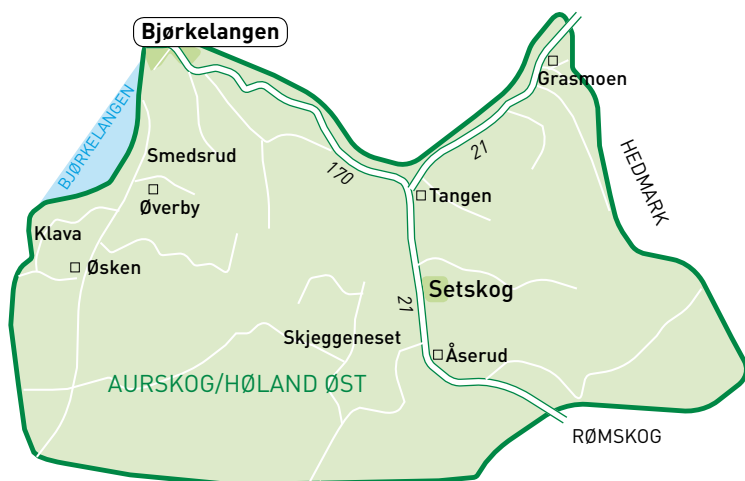 Bjørkelangen
Grasmoen
BJØRKELANGEN
21
HEDMARK
Smedsrud
170
Øverby
Tangen
Klava
Øsken
Setskog
21
Skjeggeneset
Åserud
AURSKOG/HØLAND ØST
RØMSKOG